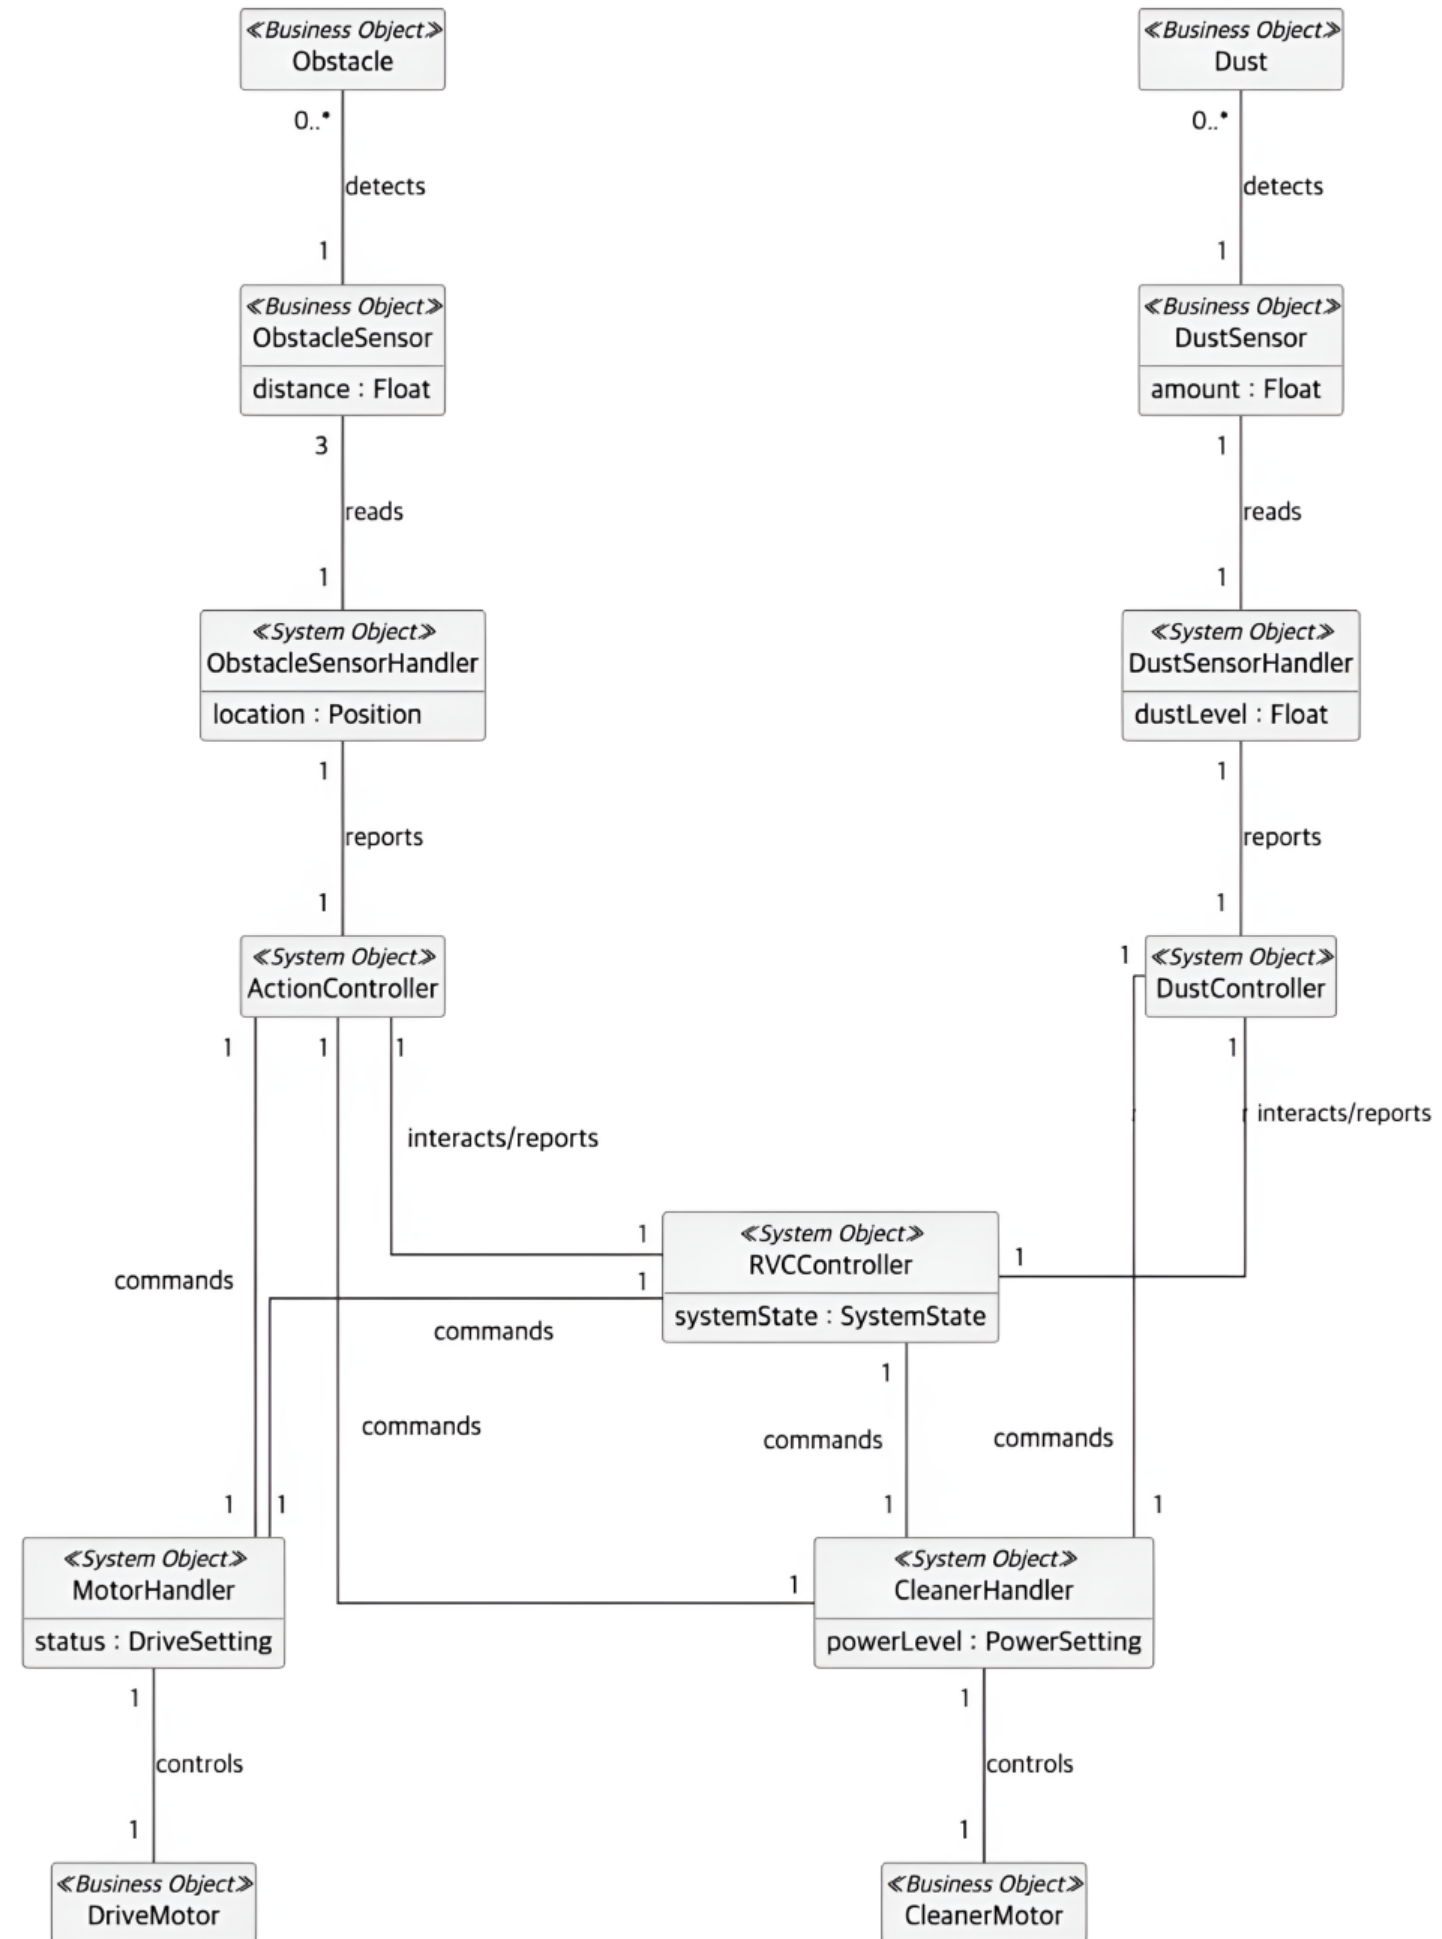 ≪Business Object≫
Obstacle
≪Business Object≫
Dust
0..*
0..*
detects
detects
1
1
≪Business Object≫
ObstacleSensor
distance : Float
≪Business Object≫
DustSensor
amount : Float
3
1
reads
reads
1
1
≪System Object≫
ObstacleSensorHandler
location : Position
≪System Object≫
DustSensorHandler
dustLevel : Float
1
1
reports
reports
1
1
≪System Object≫
ActionController
1
≪System Object≫
DustController
1
1
1
1
interacts/reports
interacts/reports
1
≪System Object≫
RVCController
systemState : SystemState
1
commands
1
commands
1
commands
commands
commands
1
1
1
1
≪System Object≫
MotorHandler
status : DriveSetting
1
≪System Object≫
CleanerHandler
powerLevel : PowerSetting
1
1
controls
controls
1
1
≪Business Object≫
DriveMotor
≪Business Object≫
CleanerMotor